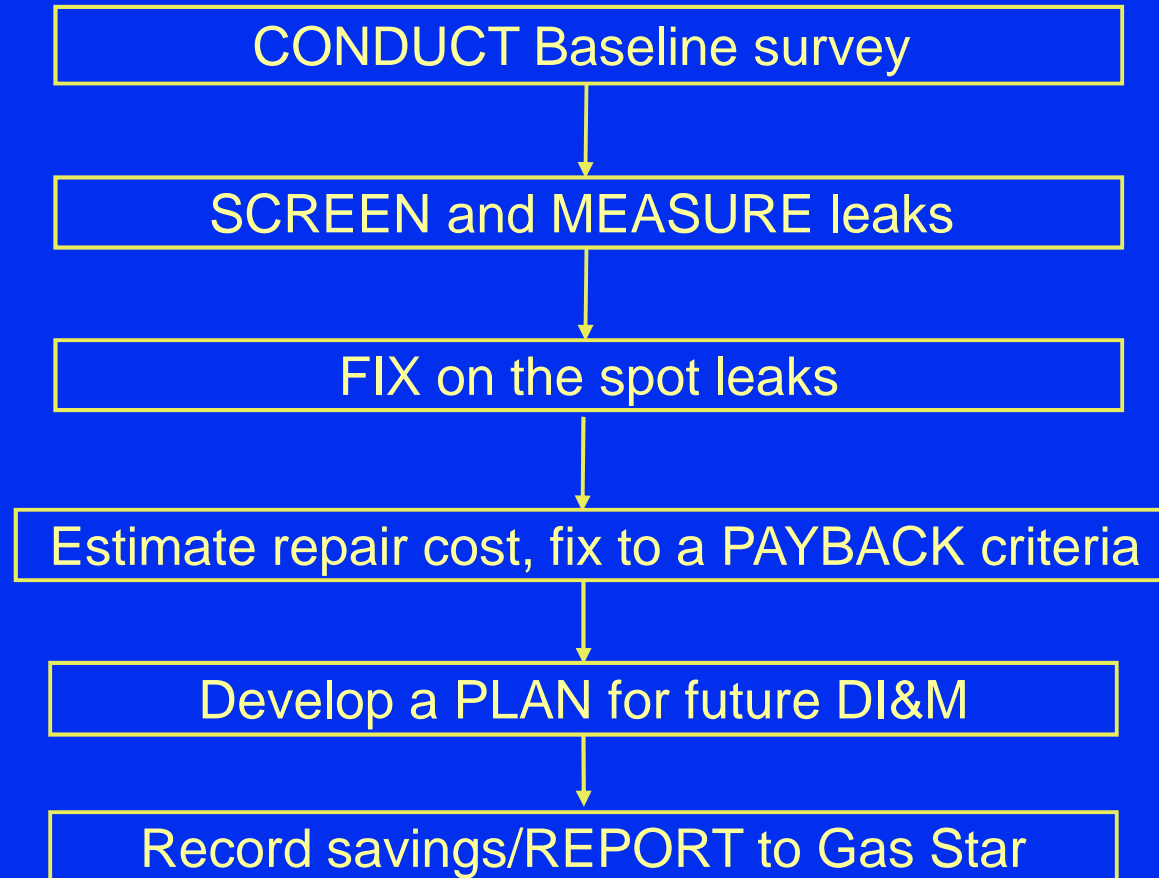 CONDUCT Baseline survey
SCREEN and MEASURE leaks
FIX on the spot leaks
Estimate repair cost, fix to a PAYBACK criteria
Develop a PLAN for future DI&M
Record savings/REPORT to Gas Star